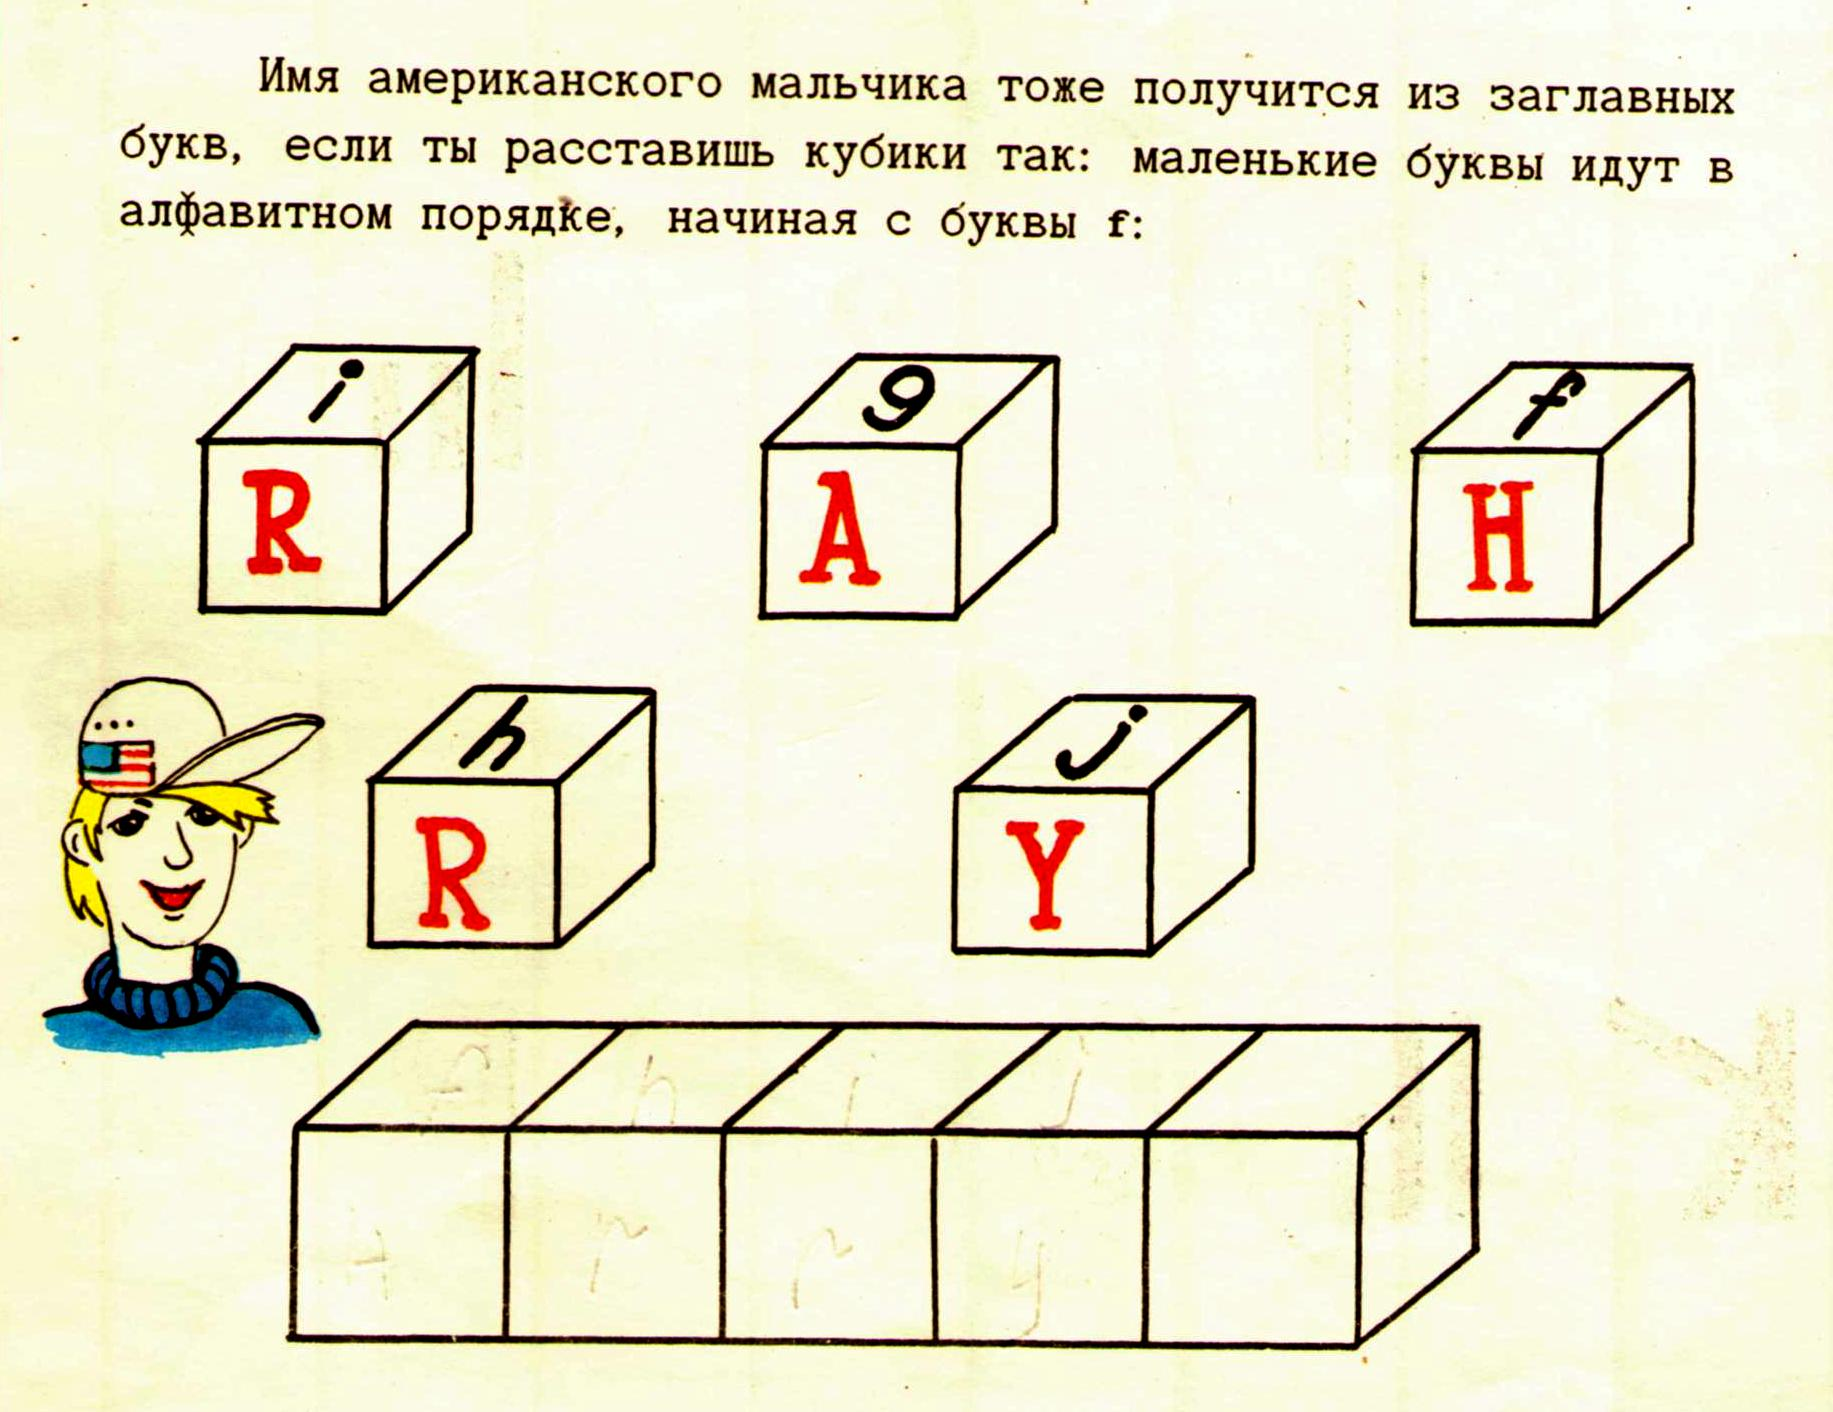 Имя американского мальчика тоже получится из заглавных
букв, если ты расставишь кубики так: маленькие буквы идут в
алфавитном порядке, начиная с буквы f:
i g f
R A H
h j
R Y
f h i j
H r r y